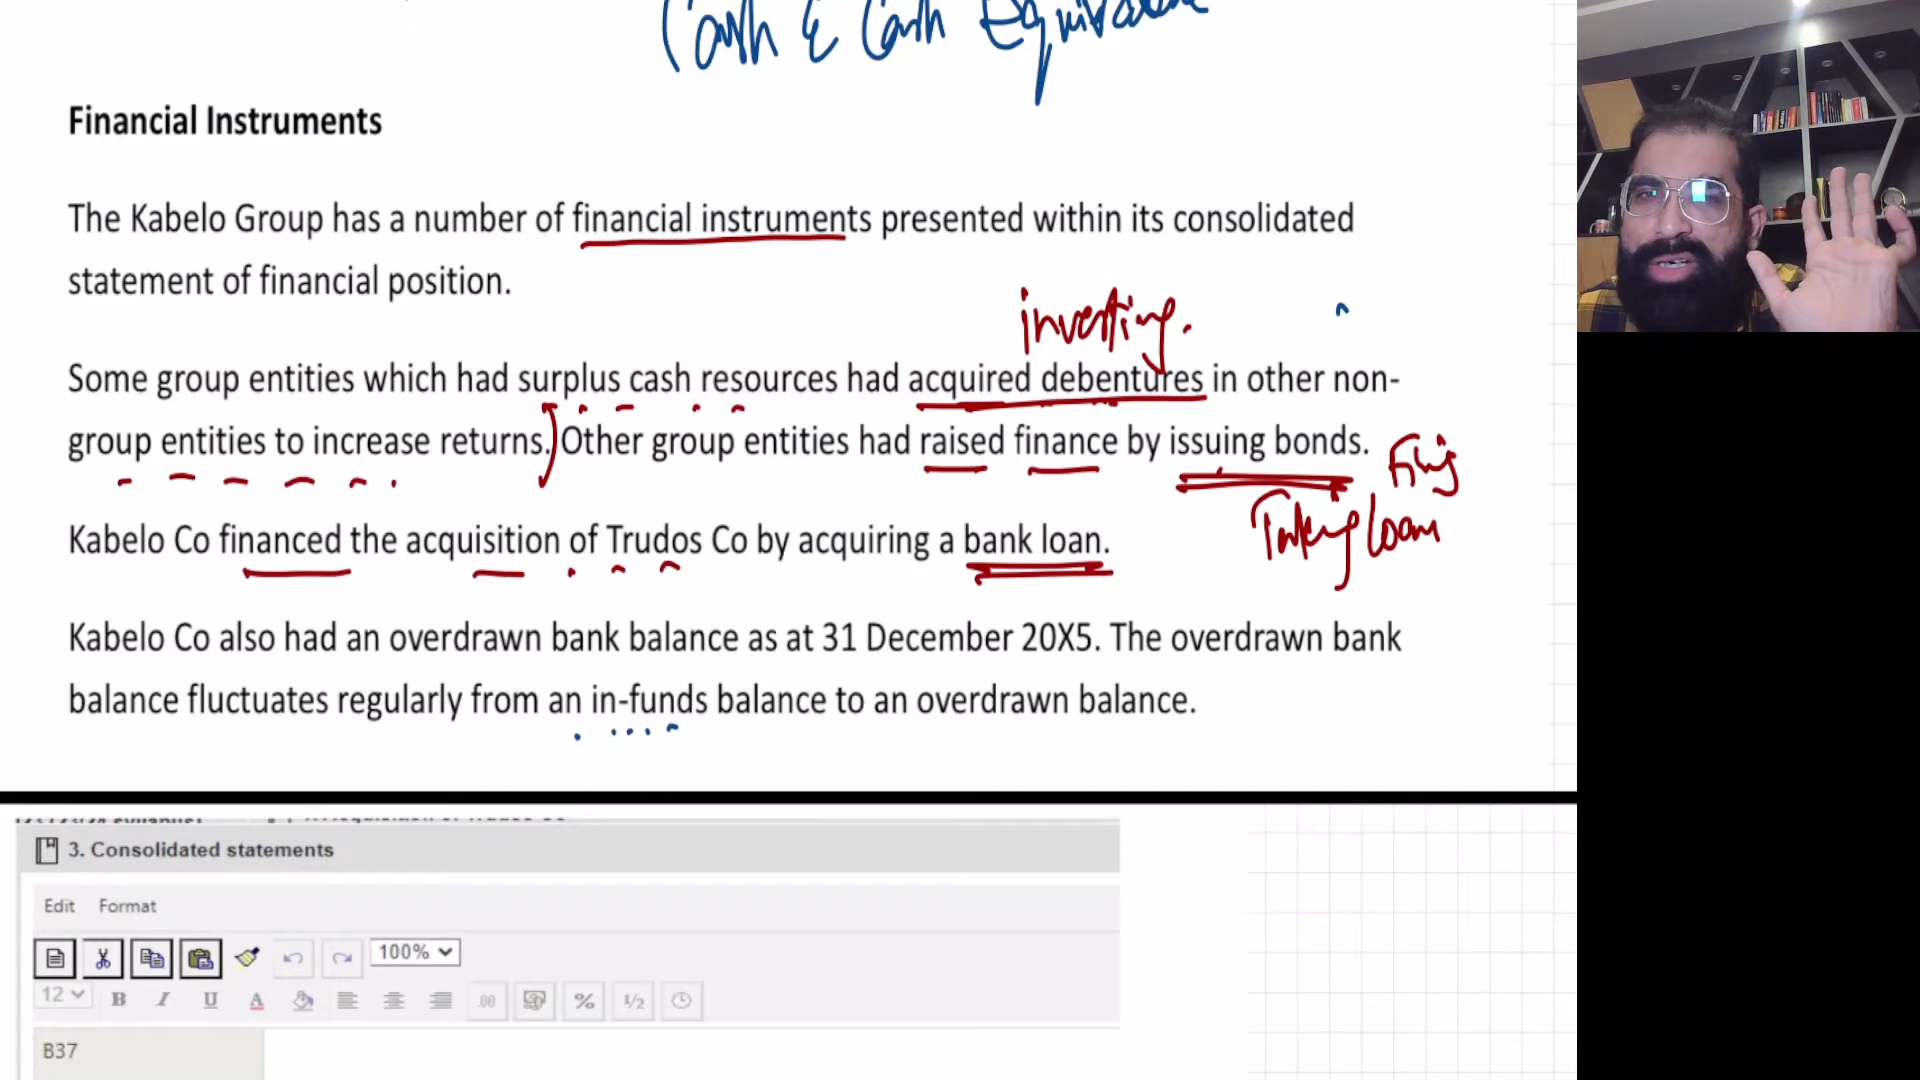 Cash & Cash Equivalent
Financial Instruments
The Kabelo Group has a number of financial instruments presented within its consolidated
statement of financial position.
investing.
Some group entities which had surplus cash resources had acquired debentures in other non-
group entities to increase returns. Other group entities had raised finance by issuing bonds.
Taking loan
Kabelo Co financed the acquisition of Trudos Co by acquiring a bank loan.
Kabelo Co also had an overdrawn bank balance as at 31 December 20X5. The overdrawn bank
balance fluctuates regularly from an in-funds balance to an overdrawn balance.
3. Consolidated statements
Edit Format
100%
12 B I U A .00 % 1/2
B37